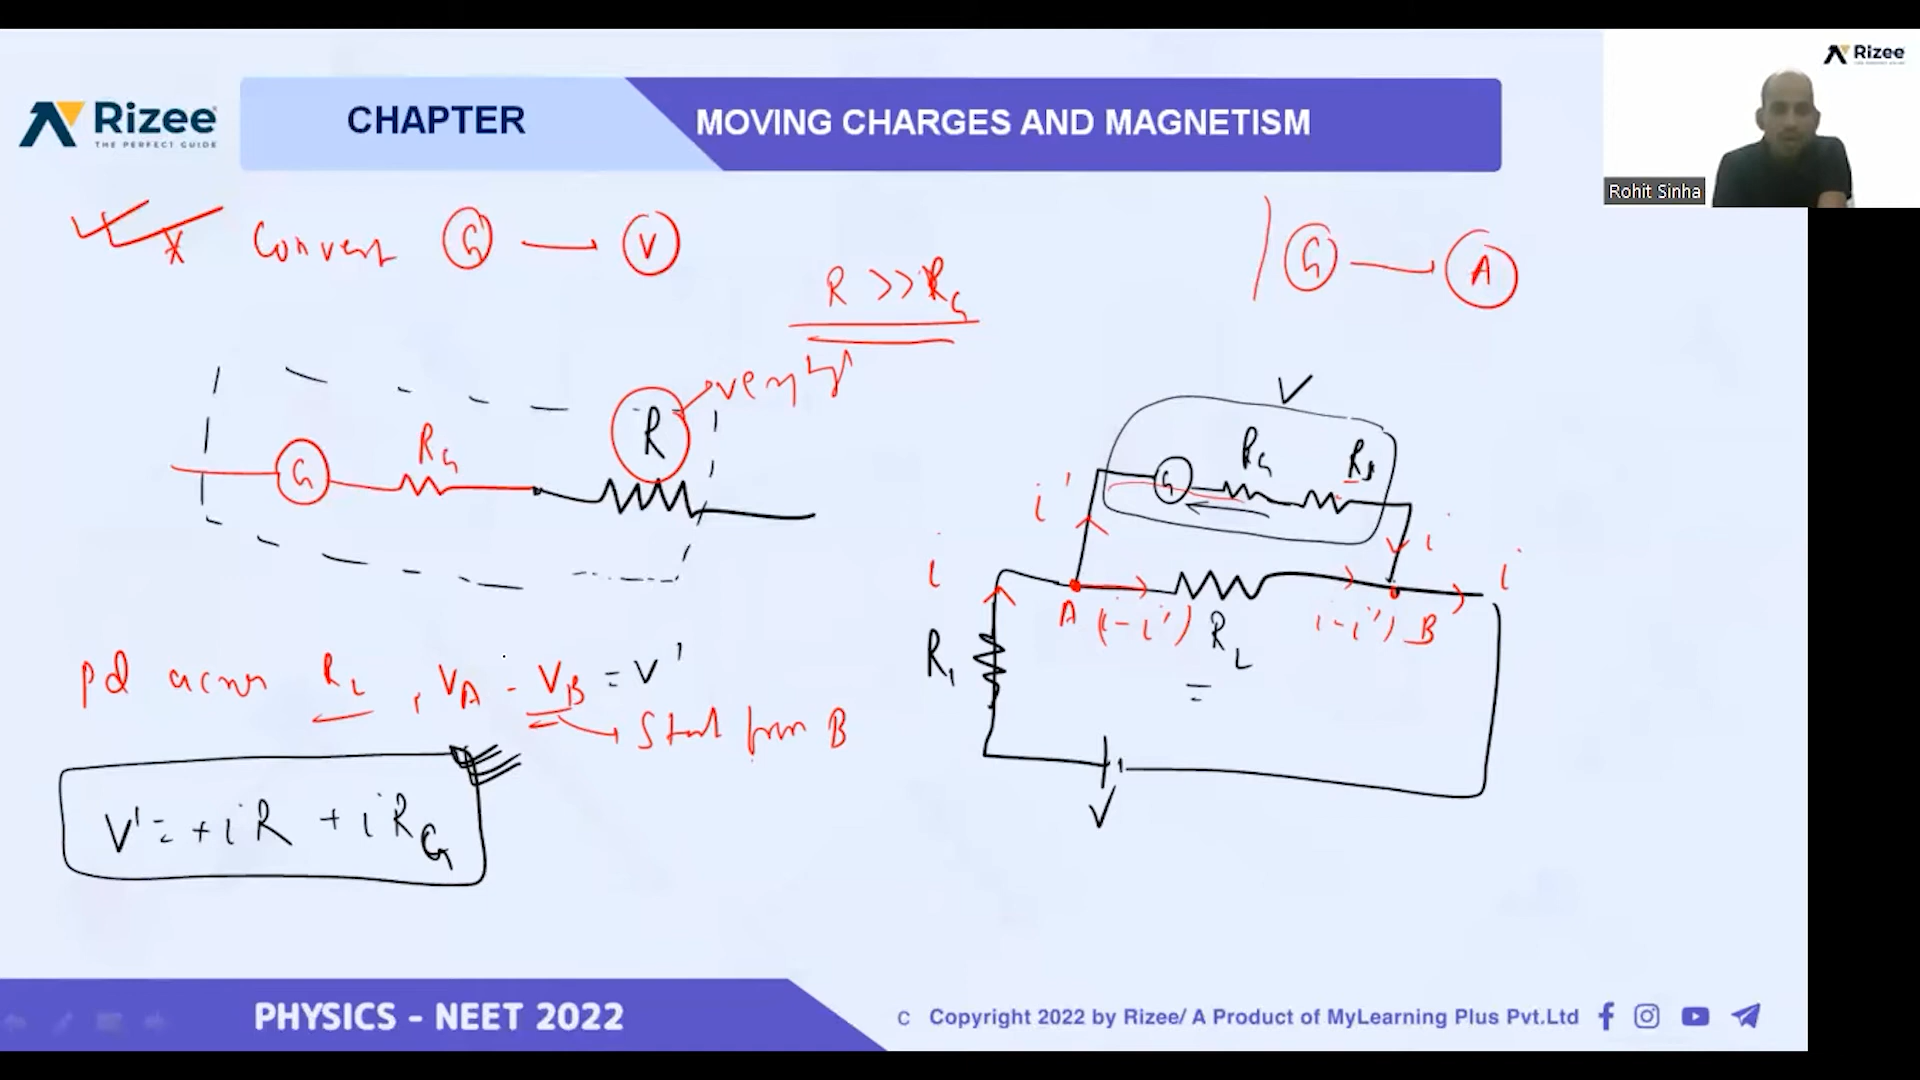 Rizee
Rizee
THE PERFECT GUIDE
CHAPTER
MOVING CHARGES AND MAGNETISM
Rohit Sinha
* Convert G → V
R >> RG
G → A
very
RG
R
G
V
G RG
i'
i
i
i
A (i-i') RL (i-i') B
R1
V
pd across RL, VA - VB = V'
Start from B
V' = +iR + iRG
PHYSICS - NEET 2022
C Copyright 2022 by Rizee/ A Product of MyLearning Plus Pvt.Ltd